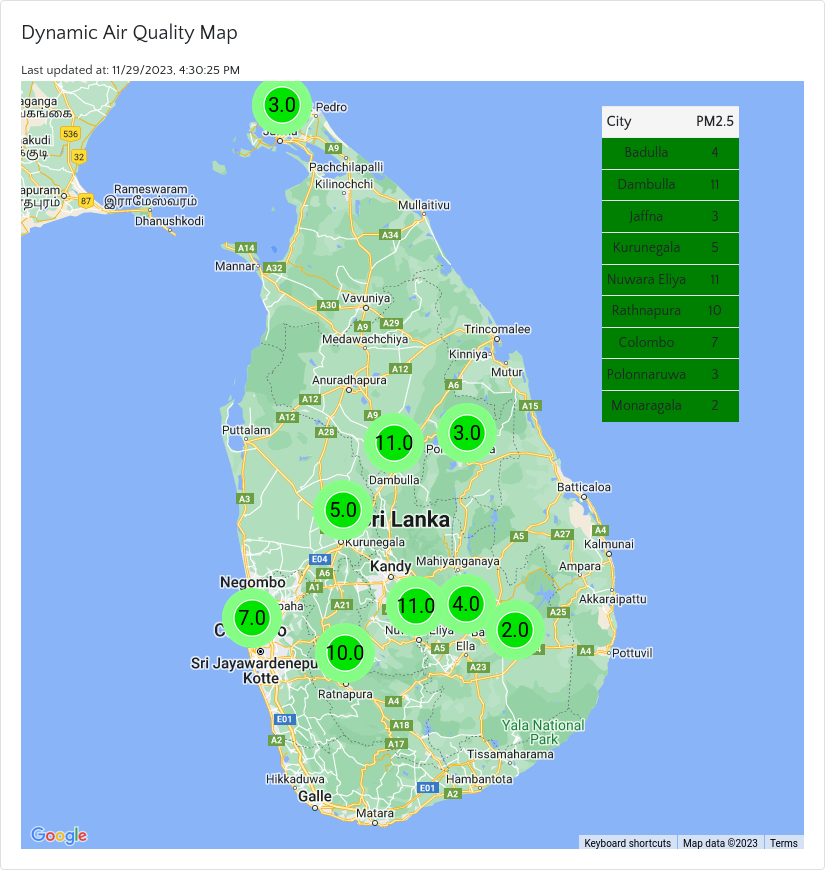 Dynamic Air Quality Map
Last updated at: 11/29/2023, 4:30:25 PM
3.0
Pedro
City PM2.5
Badulla 4
Dambulla 11
Jaffna 3
Kurunegala 5
Nuwara Eliya 11
Rathnapura 10
Colombo 7
Polonnaruwa 3
Monaragala 2
536
32
87
A9
Pachchilapalli
Kilinochchi
Rameswaram
இராமேஸ்வரம்
Dhanushkodi
Mullaitivu
A34
A14
Mannar
A32
Vavuniya
A30
A9
A29
Medawachchiya
Trincomalee
Kinniya
Mutur
A12
Anuradhapura
A6
A12
A15
A12
A9
A28
Puttalam
11.0
3.0
Dambulla
Batticaloa
A3
5.0
ri Lanka
Kurunegala
A5
A27
A4
Kalmunai
E04
A6
Kandy
Mahiyanganaya
Ampara
Negombo
A1
A21
Akkaraipattu
A25
7.0
11.0
4.0
2.0
10.0
Ella
A5
A4
Pottuvil
A23
Sri Jayawardenepu
Kotte
Ratnapura
A4
E01
A18
A2
A17
Yala National
Park
Tissamaharama
Hikkaduwa
Hambantota
Galle
E01
A2
Matara
Google
Keyboard shortcuts
Map data ©2023
Terms